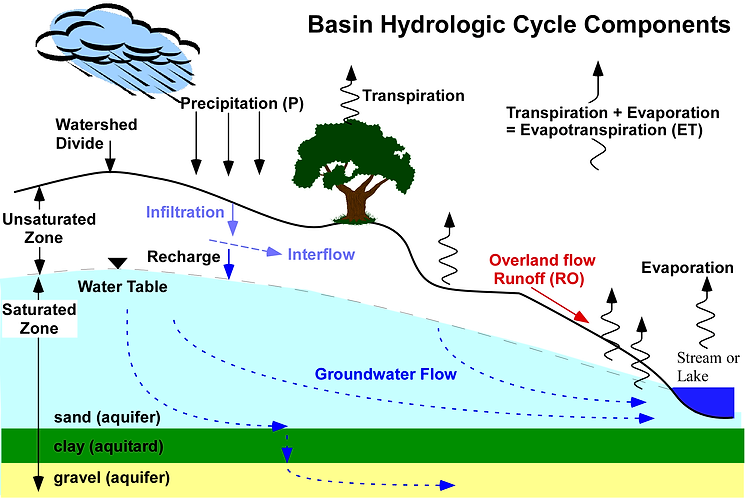 Basin Hydrologic Cycle Components
Precipitation (P)
Transpiration
Transpiration + Evaporation
= Evapotranspiration (ET)
Watershed
Divide
Unsaturated
Zone
Infiltration
Interflow
Recharge
Overland flow
Runoff (RO)
Evaporation
Water Table
Saturated
Zone
Stream or
Lake
Groundwater Flow
sand (aquifer)
clay (aquitard)
gravel (aquifer)